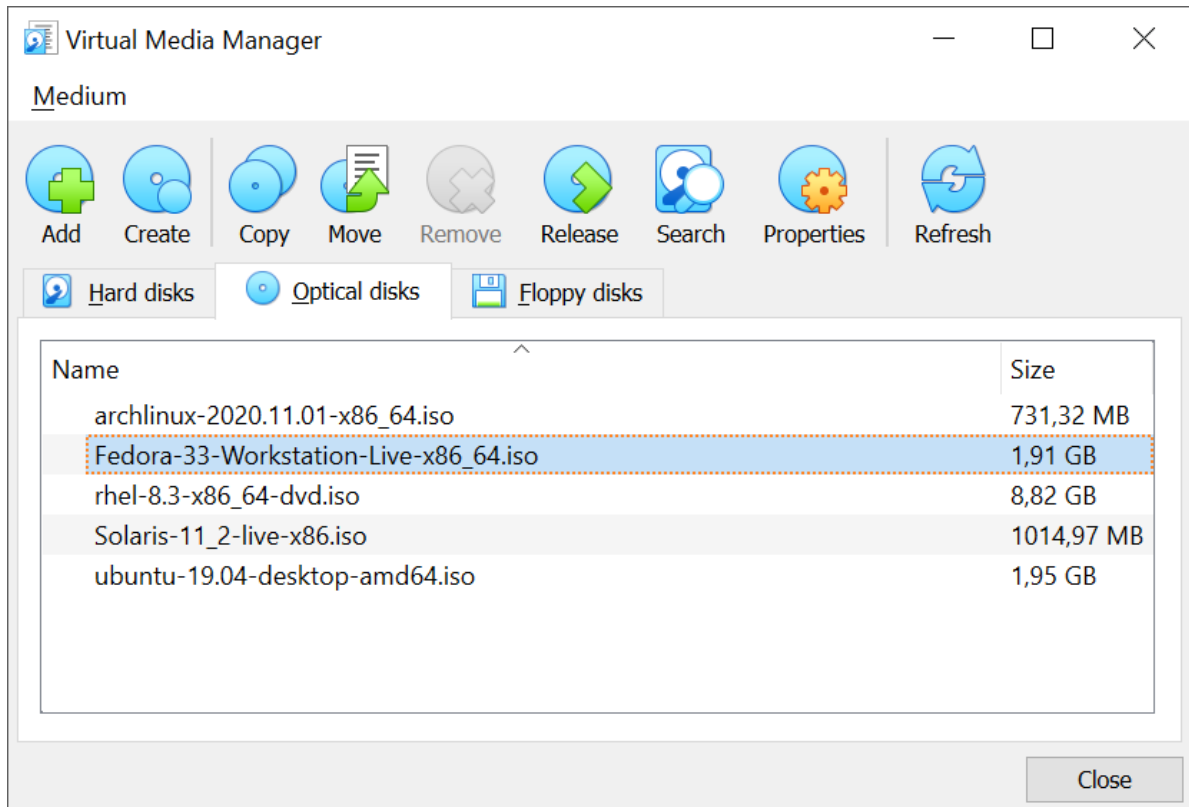 Virtual Media Manager
Medium
Add Create Copy Move Remove Release Search Properties Refresh
Hard disks Optical disks Floppy disks
Name Size
archlinux-2020.11.01-x86_64.iso 731,32 MB
Fedora-33-Workstation-Live-x86_64.iso 1,91 GB
rhel-8.3-x86_64-dvd.iso 8,82 GB
Solaris-11_2-live-x86.iso 1014,97 MB
ubuntu-19.04-desktop-amd64.iso 1,95 GB
Close